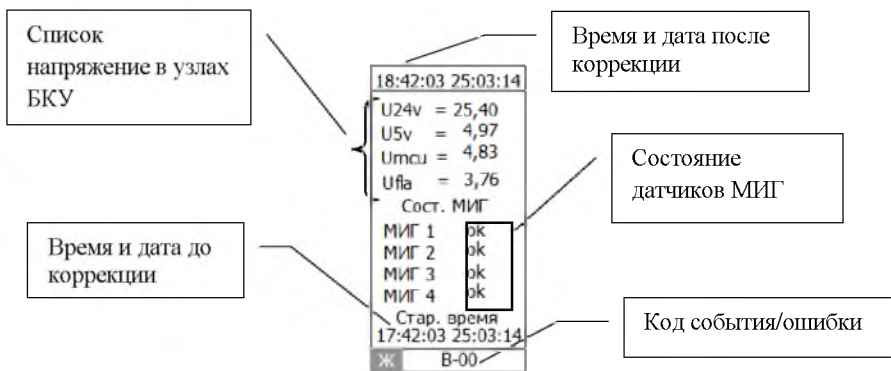 Список
напряжение в узлах
БКУ
Время и дата после
коррекции
18:42:03 25:03:14
U24v = 25,40
U5v = 4,97
Umcu = 4,83
Ufla = 3,76
Сост. МИГ
МИГ 1 ok
МИГ 2 ok
МИГ 3 ok
МИГ 4 ok
Стар. время
17:42:03 25:03:14
Ж B-00
Состояние
датчиков МИГ
Время и дата до
коррекции
Код события/ошибки